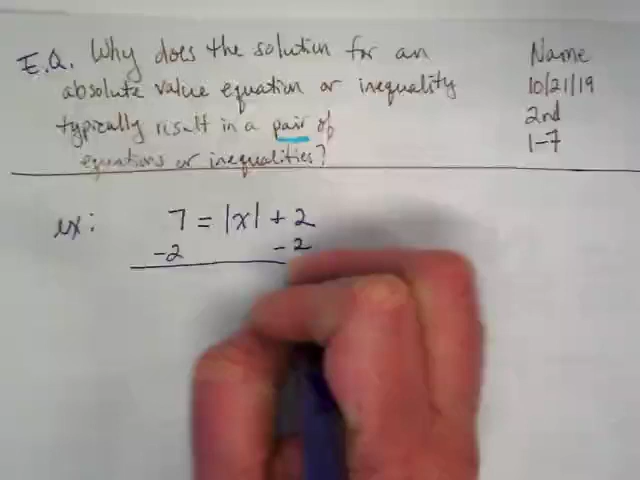 E.Q. Why does the solution for an
absolute value equation or inequality
typically result in a pair of
equations or inequalities?
Name
10/21/19
2nd
1-7
ex: 7 = |x| + 2
-2 -2